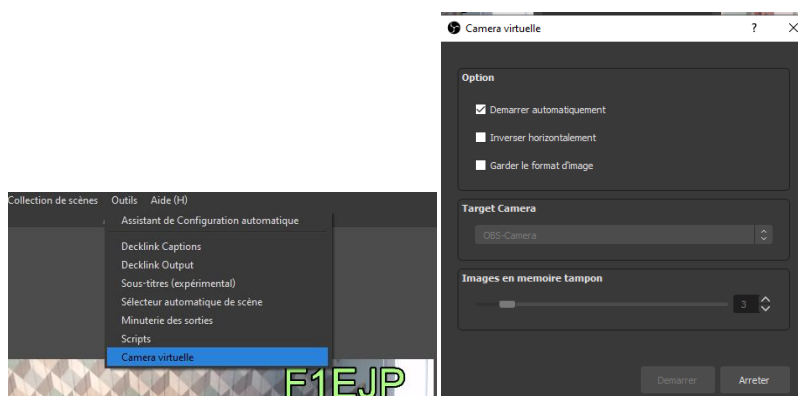 Collection de scènes Outils Aide (H)
Assistant de Configuration automatique
Decklink Captions
Decklink Output
Sous-titres (expérimental)
Sélecteur automatique de scène
Minuterie des sorties
Scripts
Camera virtuelle
F1EJP
Camera virtuelle ?
Option
Demarrer automatiquement
Inverser horizontalement
Garder le format d'image
Target Camera
OBS-Camera
Images en memoire tampon
3
Demarrer Arreter